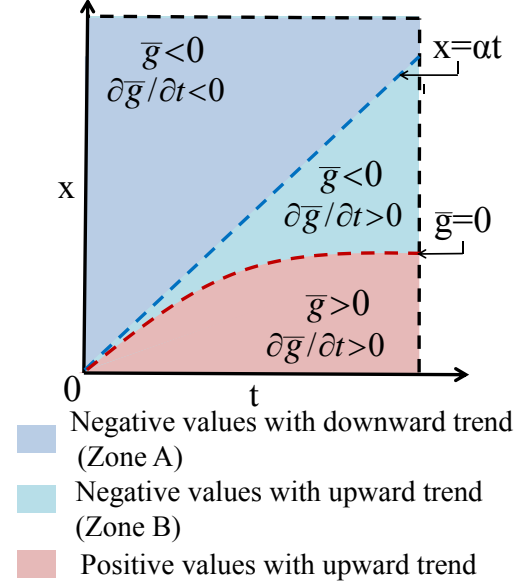 g̅<0
∂g̅/∂t<0
x=αt
x
g̅<0
∂g̅/∂t>0
g̅=0
g̅>0
∂g̅/∂t>0
0
t
Negative values with downward trend
(Zone A)
Negative values with upward trend
(Zone B)
Positive values with upward trend